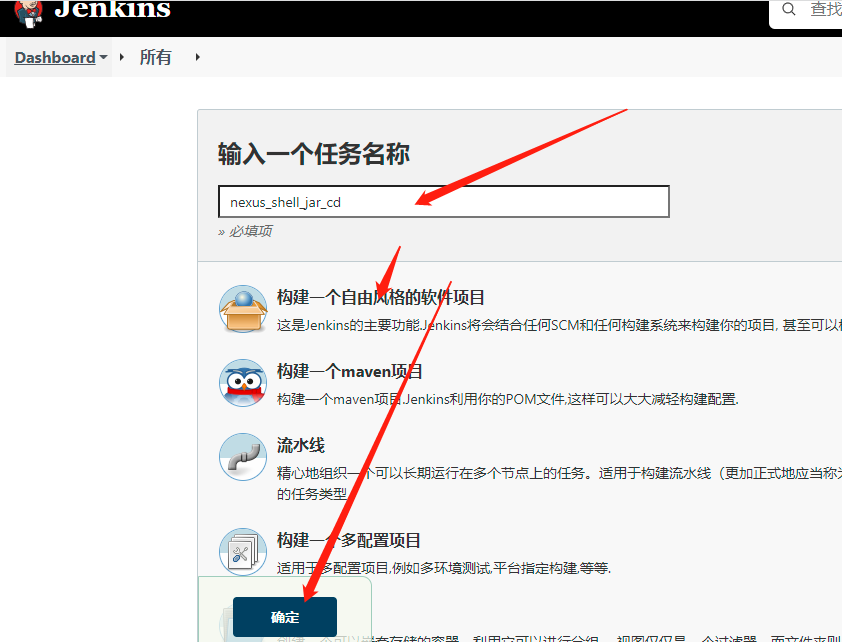 Jenkins
查找
Dashboard
所有
输入一个任务名称
nexus_shell_jar_cd
» 必填项
构建一个自由风格的软件项目
这是Jenkins的主要功能.Jenkins将会结合任何SCM和任何构建系统来构建你的项目, 甚至可以
构建一个maven项目
构建一个maven项目.Jenkins利用你的POM文件,这样可以大大减轻构建配置.
流水线
精心地组织一个可以长期运行在多个节点上的任务。适用于构建流水线（更加正式地应当称为
的任务类型
构建一个多配置项目
适用于多配置项目,例如多环境测试,平台指定构建,等等.
确定